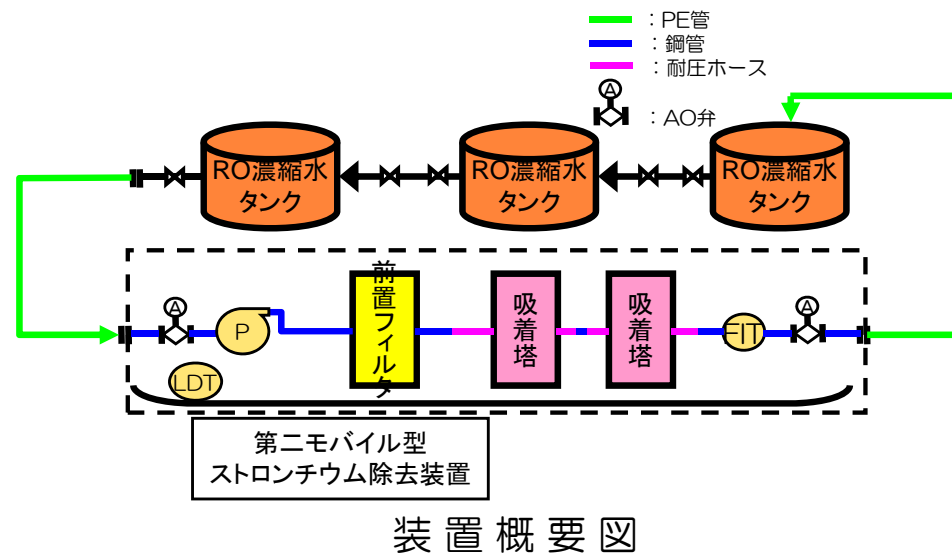 ：PE管
：鋼管
：耐圧ホース
A
：AO弁
RO濃縮水
タンク
RO濃縮水
タンク
RO濃縮水
タンク
A
P
LDT
前置フィルタ
吸着塔
吸着塔
FIT
A
第二モバイル型
ストロンチウム除去装置
装置概要図